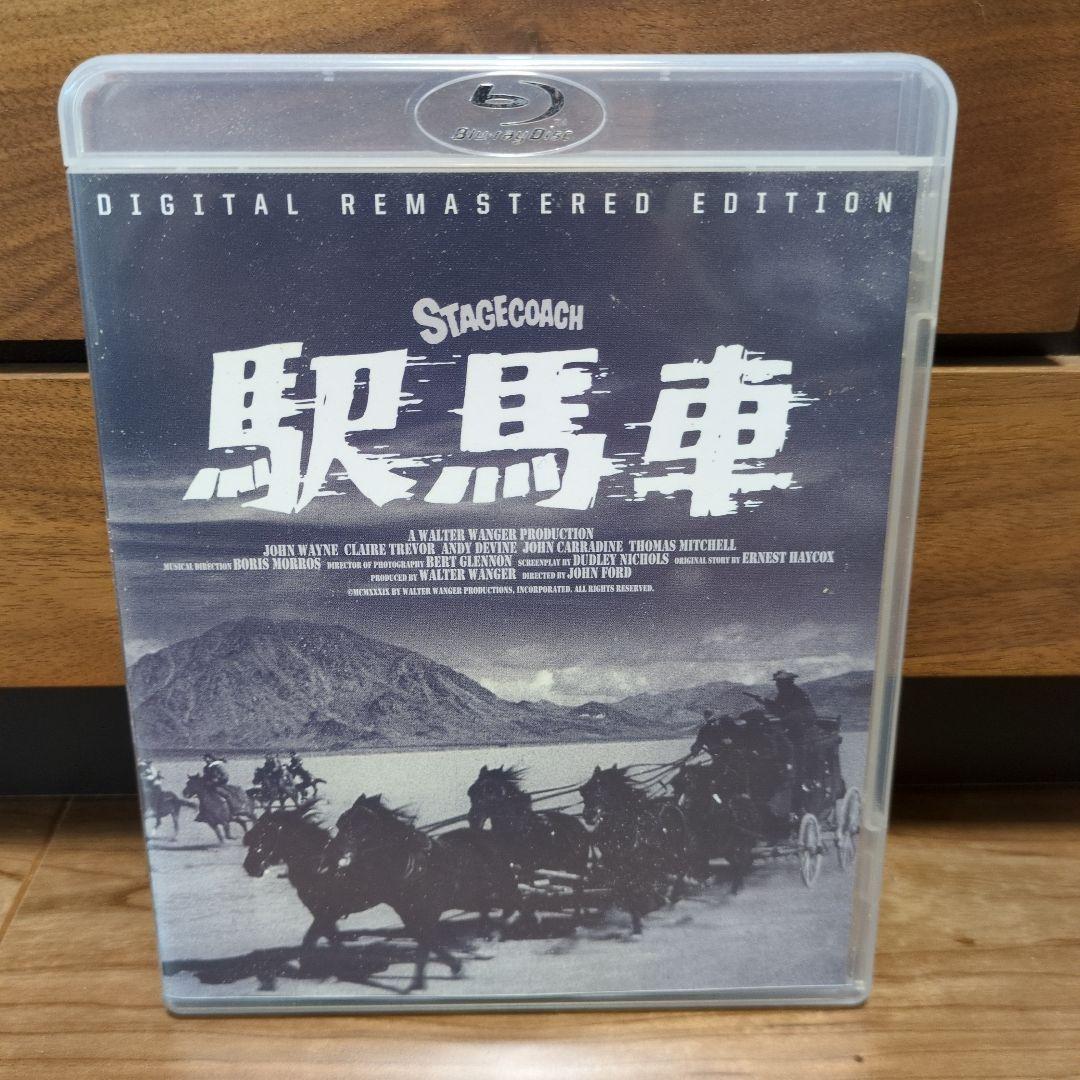 Blu-ray Disc
DIGITAL REMASTERED EDITION
STAGECOACH
駅馬車
A WALTER WANGER PRODUCTION
JOHN WAYNE CLAIRE TREVOR ANDY DEVINE JOHN CARRADINE THOMAS MITCHELL
MUSICAL DIRECTION BORIS MORROS DIRECTOR OF PHOTOGRAPHY BERT GLENNON SCREENPLAY BY DUDLEY NICHOLS ORIGINAL STORY BY ERNEST HAYCOX
PRODUCED BY WALTER WANGER DIRECTED BY JOHN FORD
©MCMXXXIX BY WALTER WANGER PRODUCTIONS, INCORPORATED. ALL RIGHTS RESERVED.